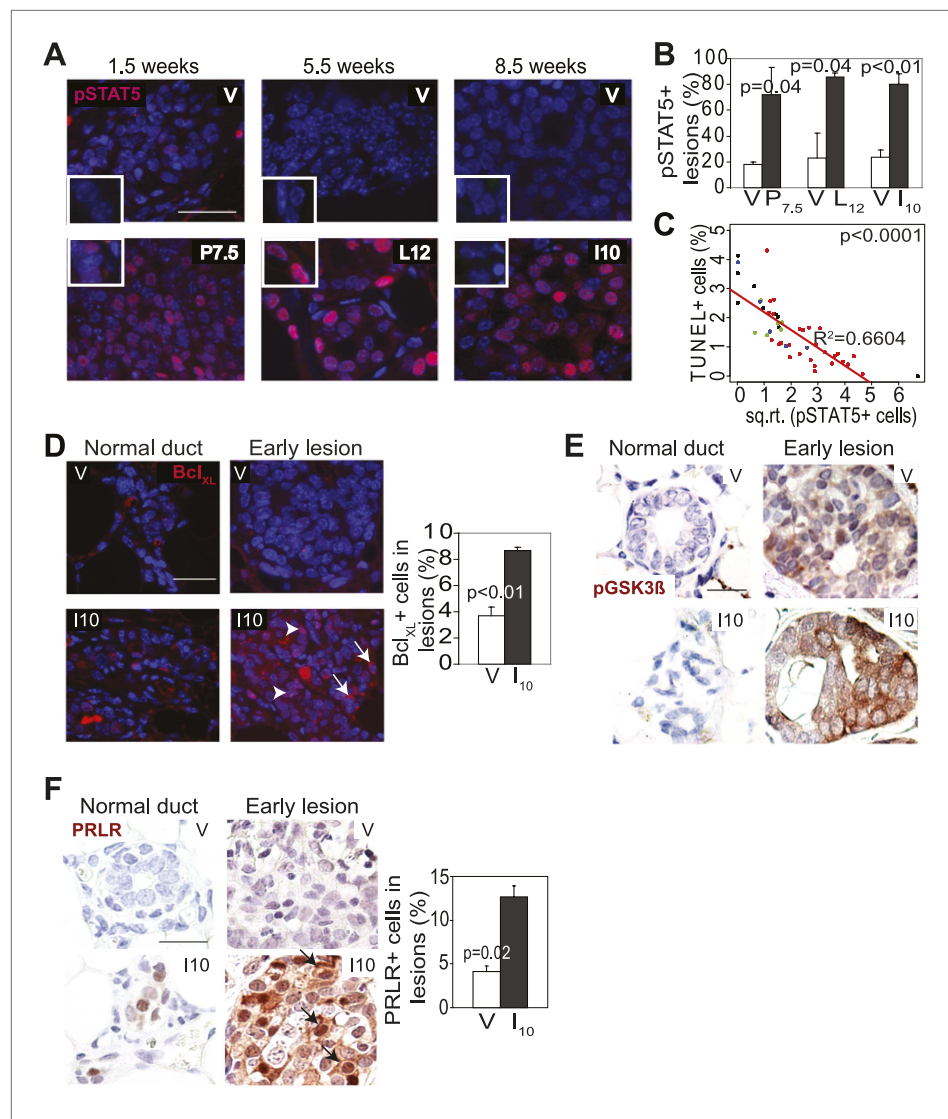 A
1.5 weeks 5.5 weeks 8.5 weeks
pSTAT5 V V V
P7.5 L12 I10
B
pSTAT5+
lesions (%)
100
80
60
40
20
0
p=0.04 p=0.04 p<0.01
V P7.5 V L12 V I10
C
TUNEL+ cells (%)
5
4
3
2
1
0
p<0.0001
R²=0.6604
0 1 2 3 4 5 6
sq.rt. (pSTAT5+ cells)
D
Normal duct Early lesion
V BclXL V
I10 I10
BclXL+ cells in
lesions (%)
10
8
6
4
2
0
p<0.01
V I10
E
Normal duct Early lesion
V V
pGSK3ß
I10 I10
F
Normal duct Early lesion
PRLR V V
I10 I10
PRLR+ cells in
lesions (%)
15
10
5
0
p=0.02
V I10